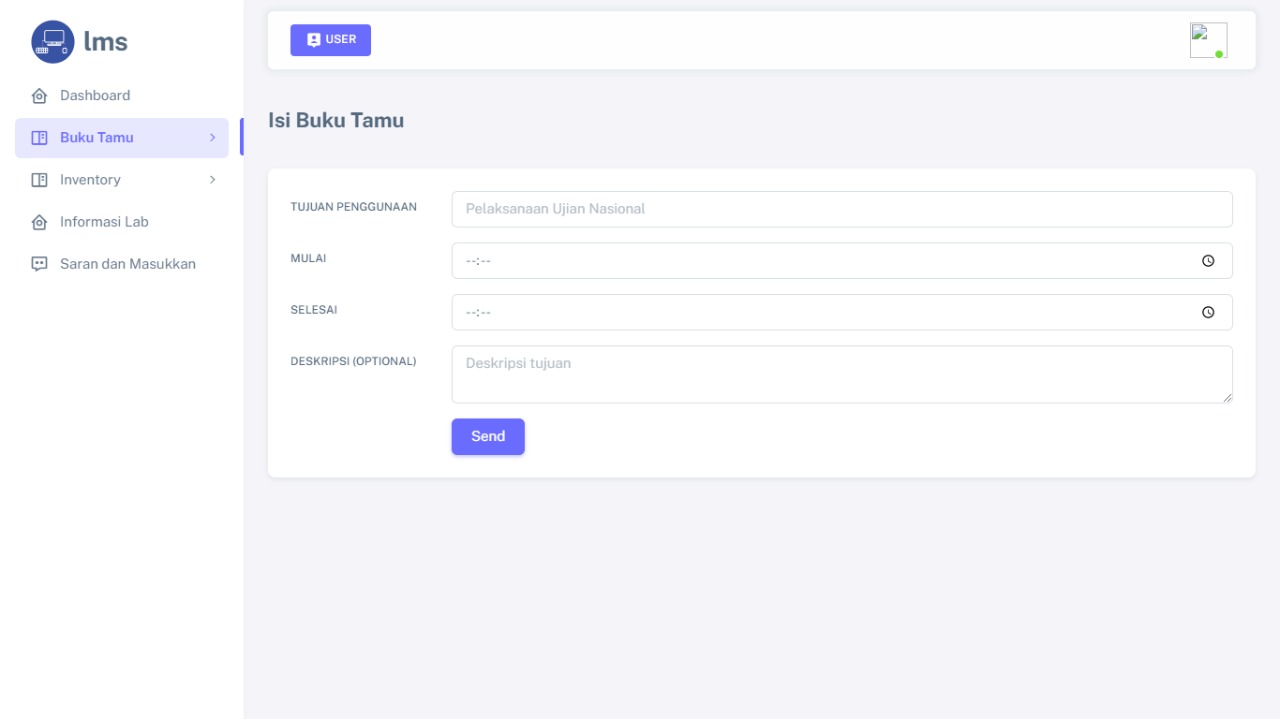 lms
Dashboard
Buku Tamu
Inventory
Informasi Lab
Saran dan Masukkan
USER
Isi Buku Tamu
TUJUAN PENGGUNAAN
Pelaksanaan Ujian Nasional
MULAI
--:--
SELESAI
--:--
DESKRIPSI (OPTIONAL)
Deskripsi tujuan
Send